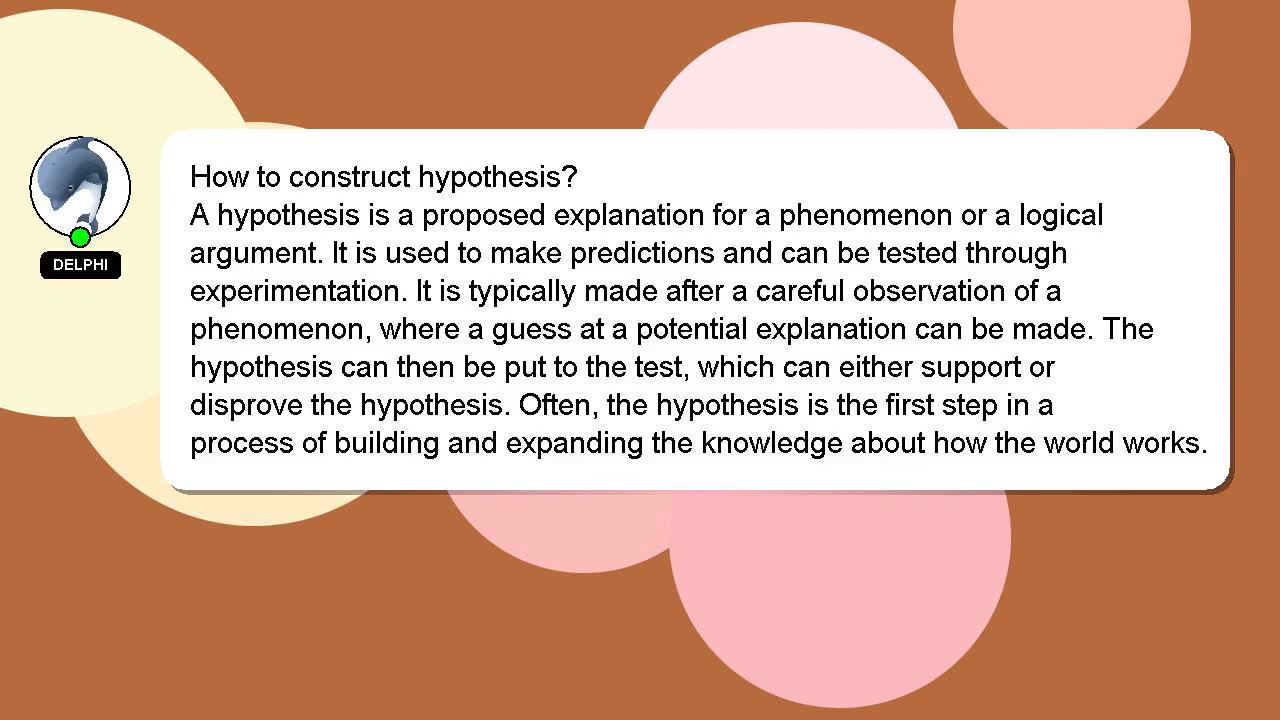 How to construct hypothesis?
A hypothesis is a proposed explanation for a phenomenon or a logical
argument. It is used to make predictions and can be tested through
experimentation. It is typically made after a careful observation of a
phenomenon, where a guess at a potential explanation can be made. The
hypothesis can then be put to the test, which can either support or
disprove the hypothesis. Often, the hypothesis is the first step in a
process of building and expanding the knowledge about how the world works.
DELPHI